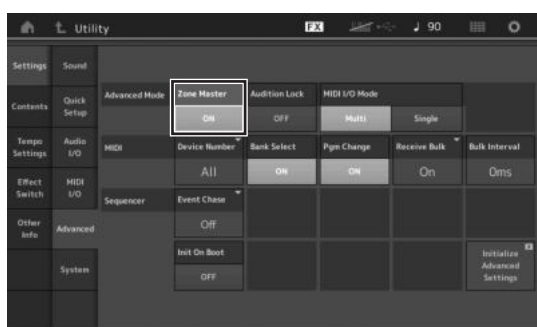 Utility FX 90
Settings Sound
Contents Quick Setup
Tempo Settings Audio I/O
Effect Switch MIDI I/O
Other Info Advanced
System
Advanced Mode Zone Master Audition Lock MIDI I/O Mode
ON OFF Multi Single
MIDI Device Number Bank Select Pgm Change Receive Bulk Bulk Interval
All ON ON On 0ms
Sequencer Event Chase
Off
Init On Boot
OFF
Initialize Advanced Settings